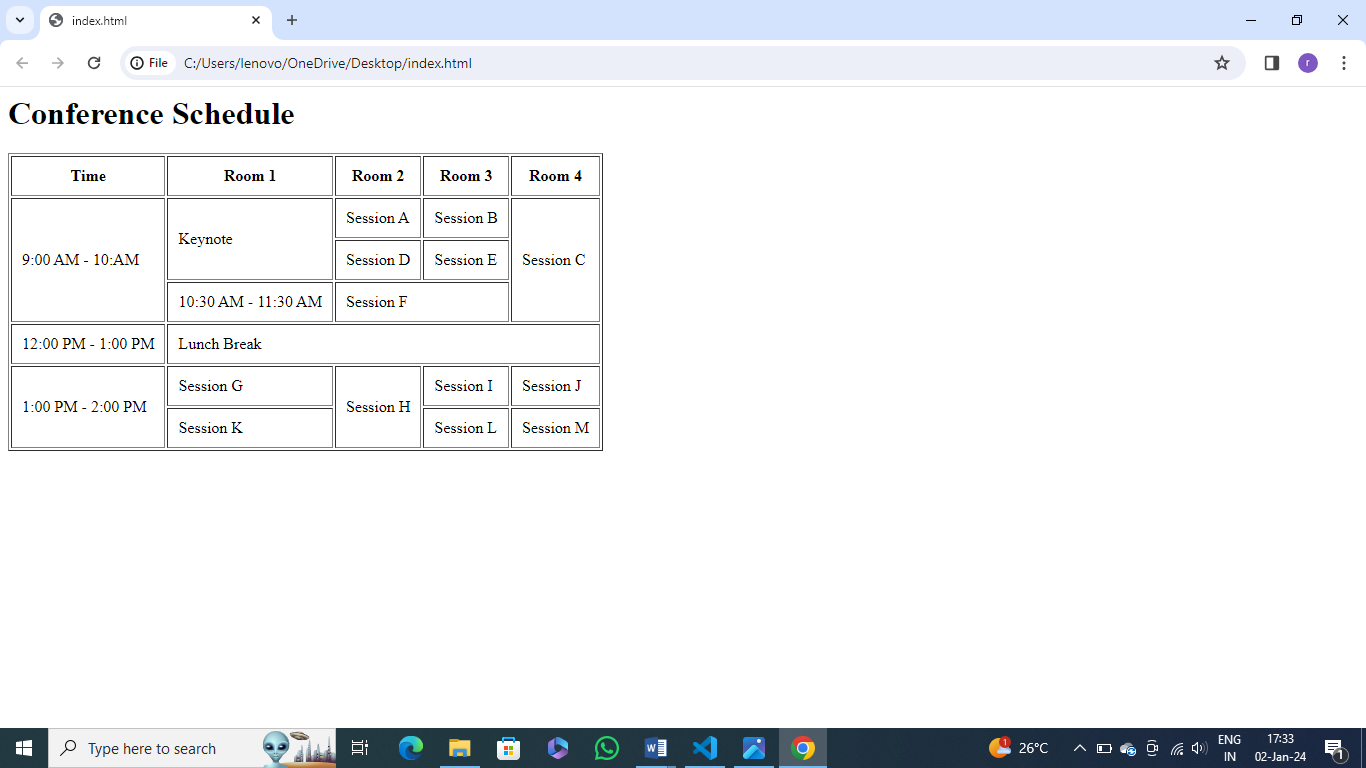 index.html
File C:/Users/lenovo/OneDrive/Desktop/index.html
r
Conference Schedule
Time Room 1 Room 2 Room 3 Room 4
9:00 AM - 10:AM Keynote Session A Session B Session C
Session D Session E
10:30 AM - 11:30 AM Session F
12:00 PM - 1:00 PM Lunch Break
1:00 PM - 2:00 PM Session G Session H Session I Session J
Session K Session L Session M
Type here to search
1 26°C ENG 17:33
IN 02-Jan-24 1